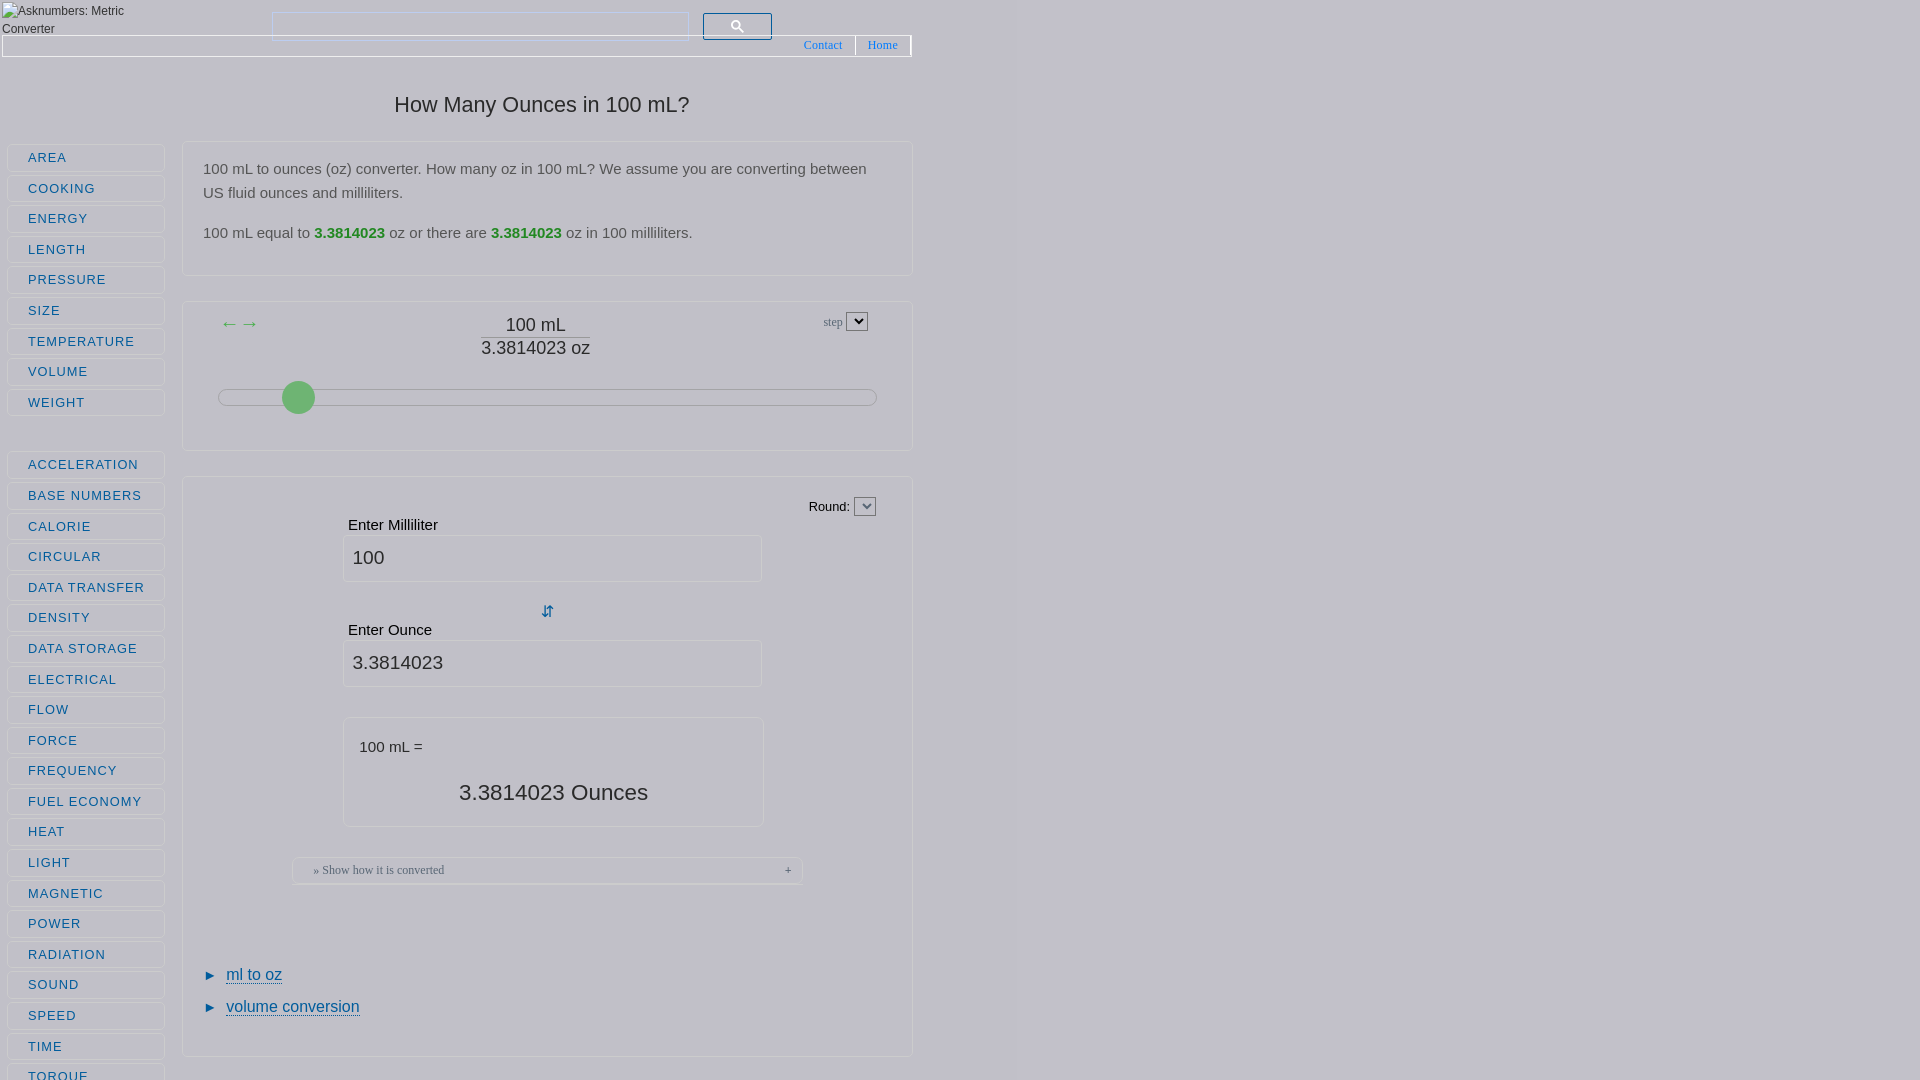 Asknumbers: Metric
Converter
Contact
Home
How Many Ounces in 100 mL?
AREA
COOKING
ENERGY
LENGTH
PRESSURE
SIZE
TEMPERATURE
VOLUME
WEIGHT
ACCELERATION
BASE NUMBERS
CALORIE
CIRCULAR
DATA TRANSFER
DENSITY
DATA STORAGE
ELECTRICAL
FLOW
FORCE
FREQUENCY
FUEL ECONOMY
HEAT
LIGHT
MAGNETIC
POWER
RADIATION
SOUND
SPEED
TIME
TORQUE
100 mL to ounces (oz) converter. How many oz in 100 mL? We assume you are converting between
US fluid ounces and milliliters.
100 mL equal to 3.3814023 oz or there are 3.3814023 oz in 100 milliliters.
←→
100 mL
3.3814023 oz
step
Round:
Enter Milliliter
100
⇵
Enter Ounce
3.3814023
100 mL =
3.3814023 Ounces
» Show how it is converted +
► ml to oz
► volume conversion